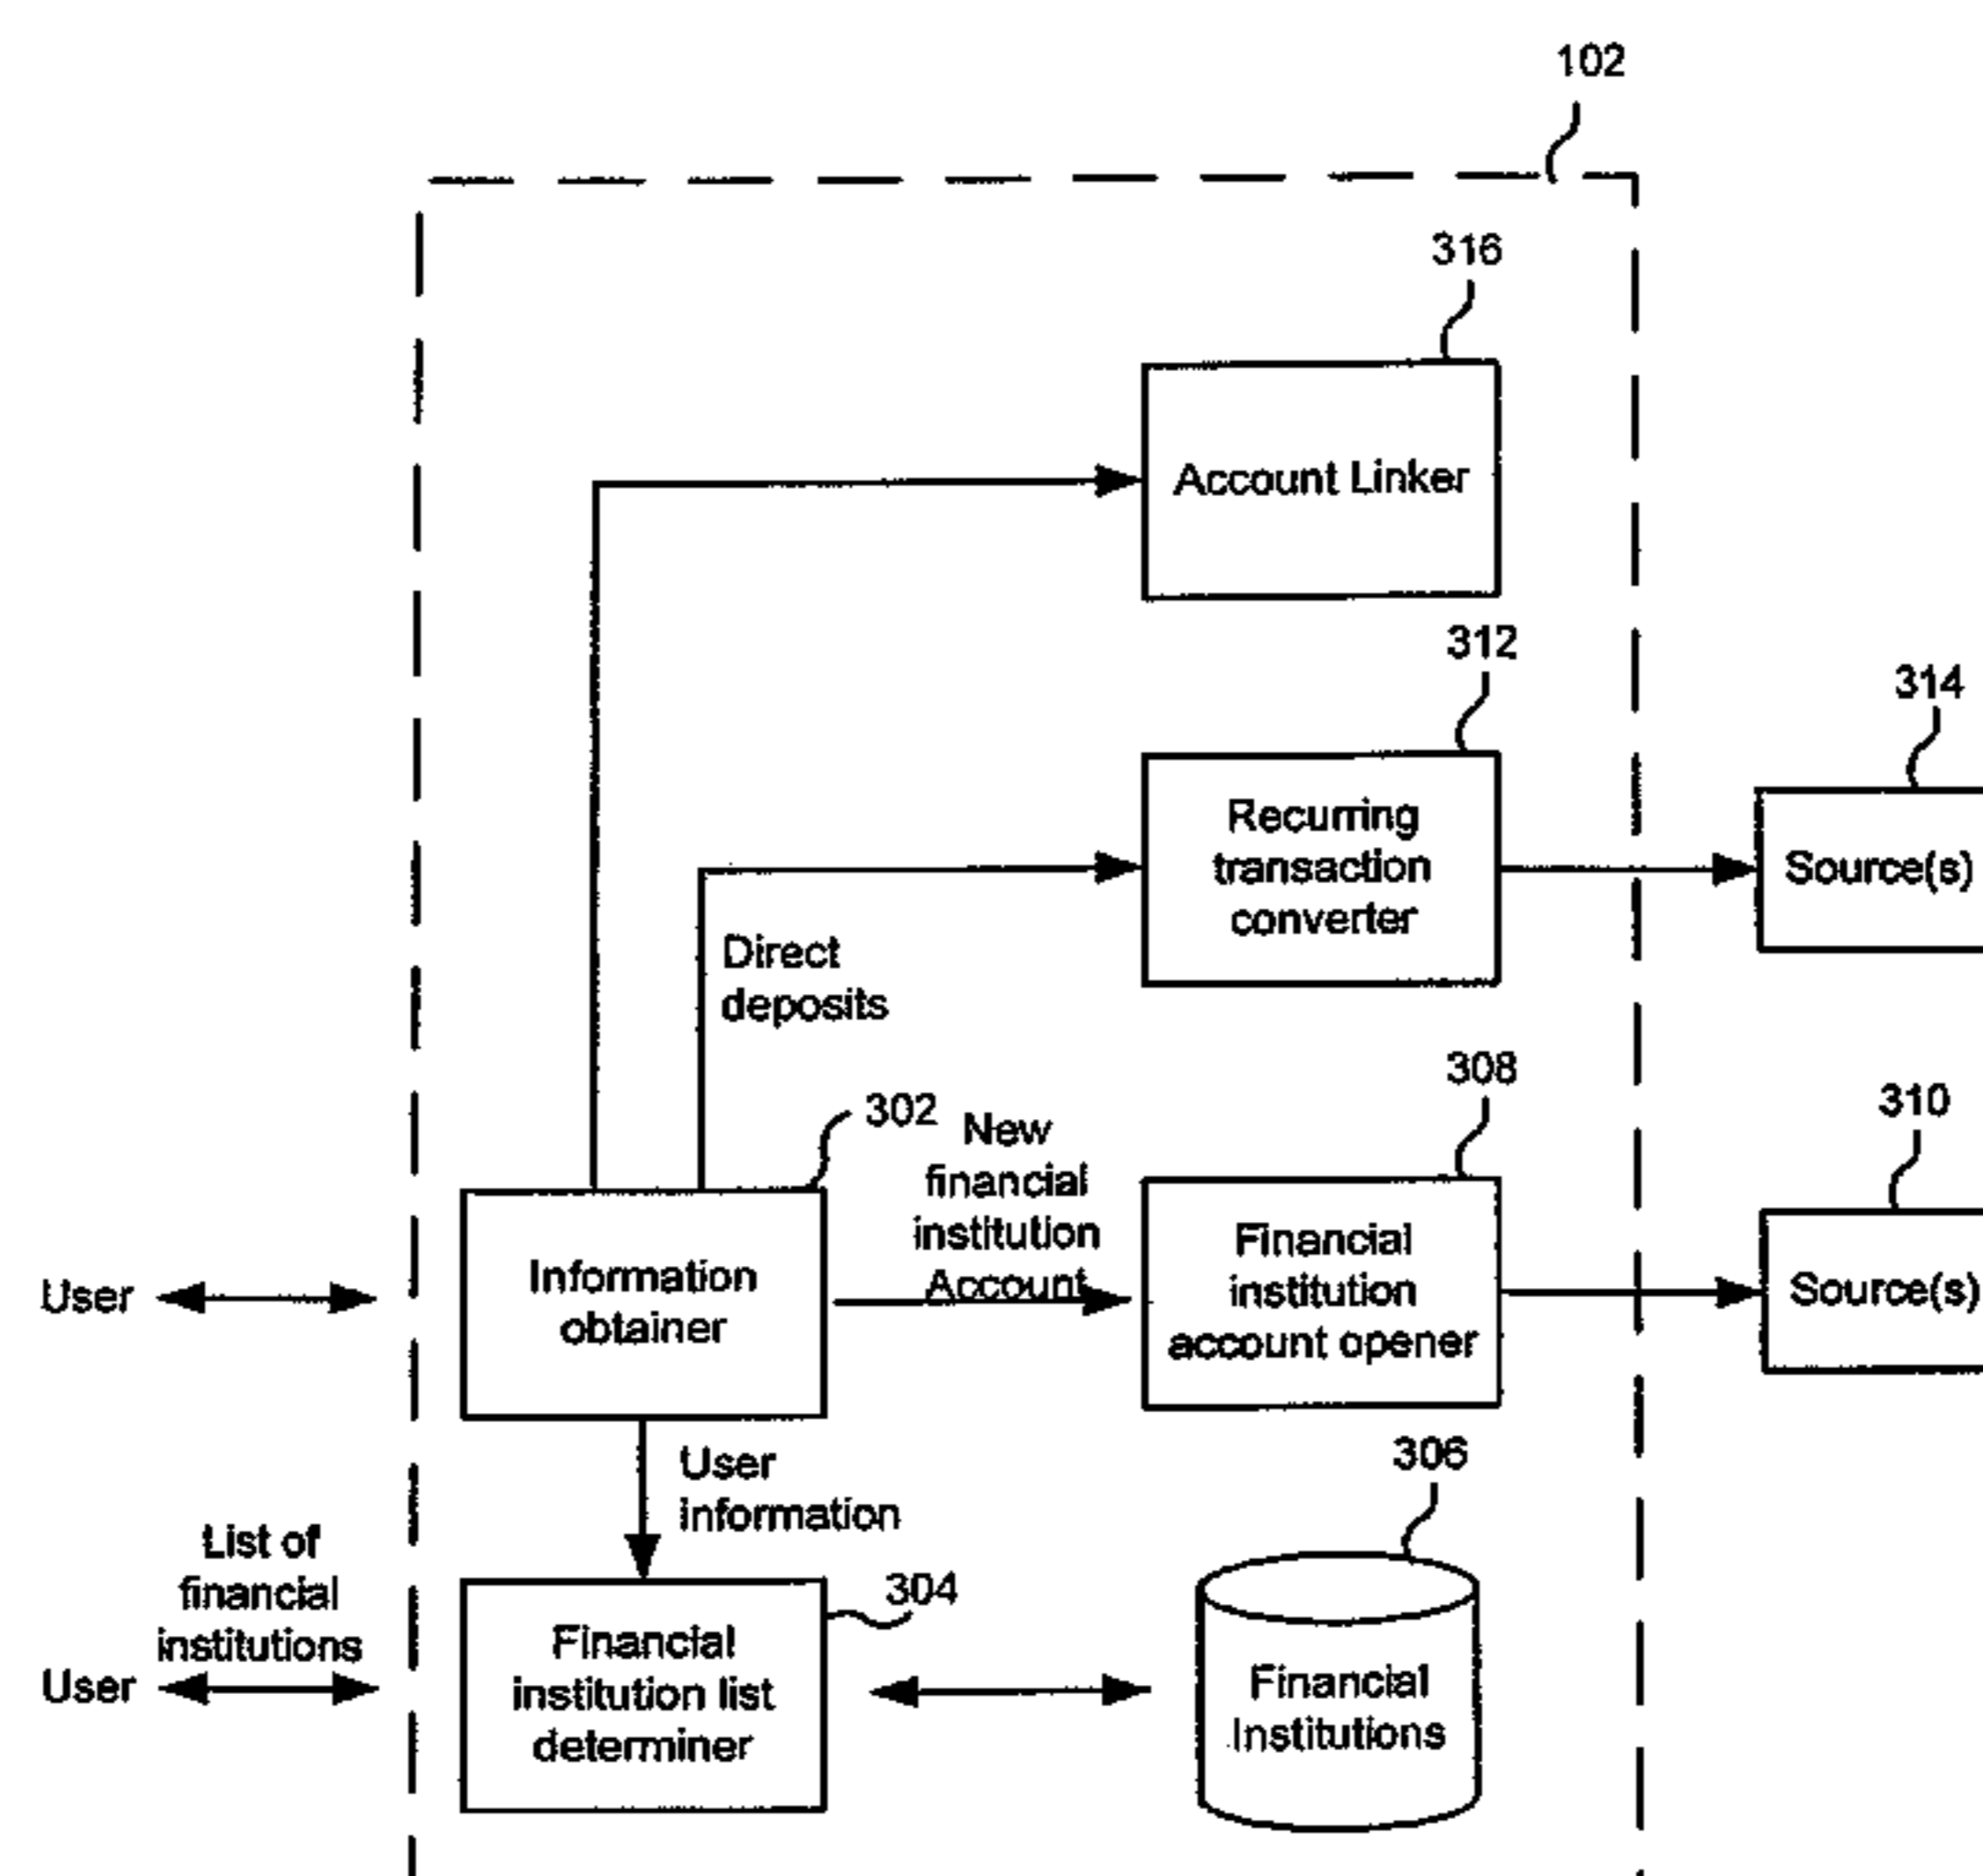 102
316
Account Linker
312
314
Recurring
transaction
converter
Source(s)
Direct
deposits
308
310
302
New
financial
institution
Account
Financial
institution
account opener
Source(s)
User
Information
obtainer
User
information
306
List of
financial
institutions
304
User
Financial
institution list
determiner
Financial
Institutions